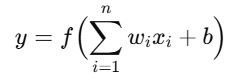 y = f(∑_{i=1}^{n} w_i x_i + b)